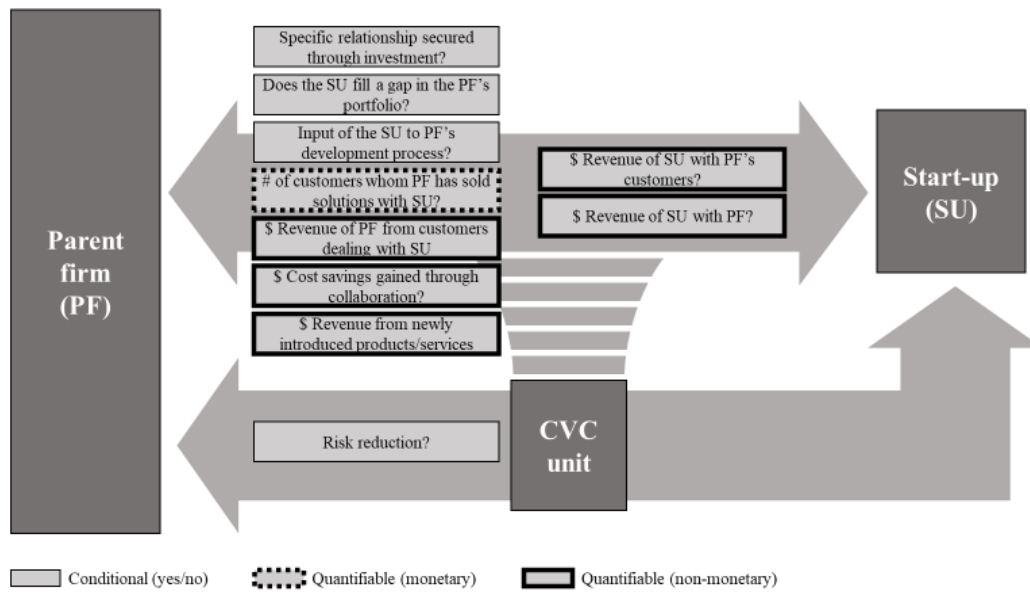 Specific relationship secured
through investment?
Does the SU fill a gap in the PF's
portfolio?
Input of the SU to PF's
development process?
# of customers whom PF has sold
solutions with SU?
$ Revenue of PF from customers
dealing with SU
$ Cost savings gained through
collaboration?
$ Revenue from newly
introduced products/services
$ Revenue of SU with PF's
customers?
$ Revenue of SU with PF?
Parent
firm
(PF)
Start-up
(SU)
Risk reduction?
CVC
unit
Conditional (yes/no)
Quantifiable (monetary)
Quantifiable (non-monetary)